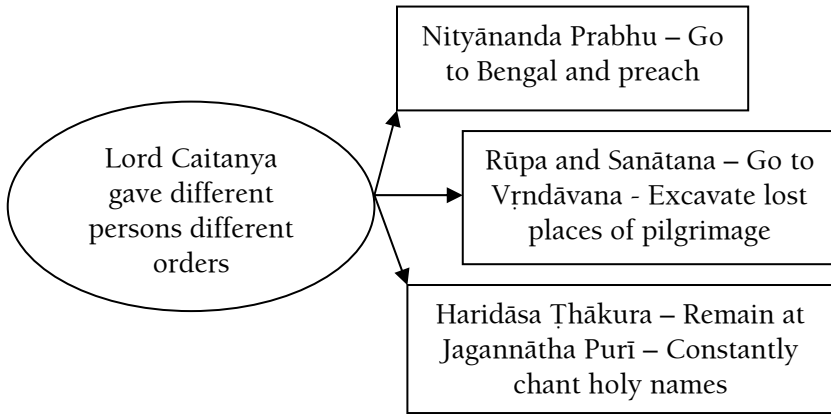 Lord Caitanya
gave different
persons different
orders
Nityānanda Prabhu – Go
to Bengal and preach
Rūpa and Sanātana – Go to
Vṛndāvana - Excavate lost
places of pilgrimage
Haridāsa Ṭhākura – Remain at
Jagannātha Purī – Constantly
chant holy names